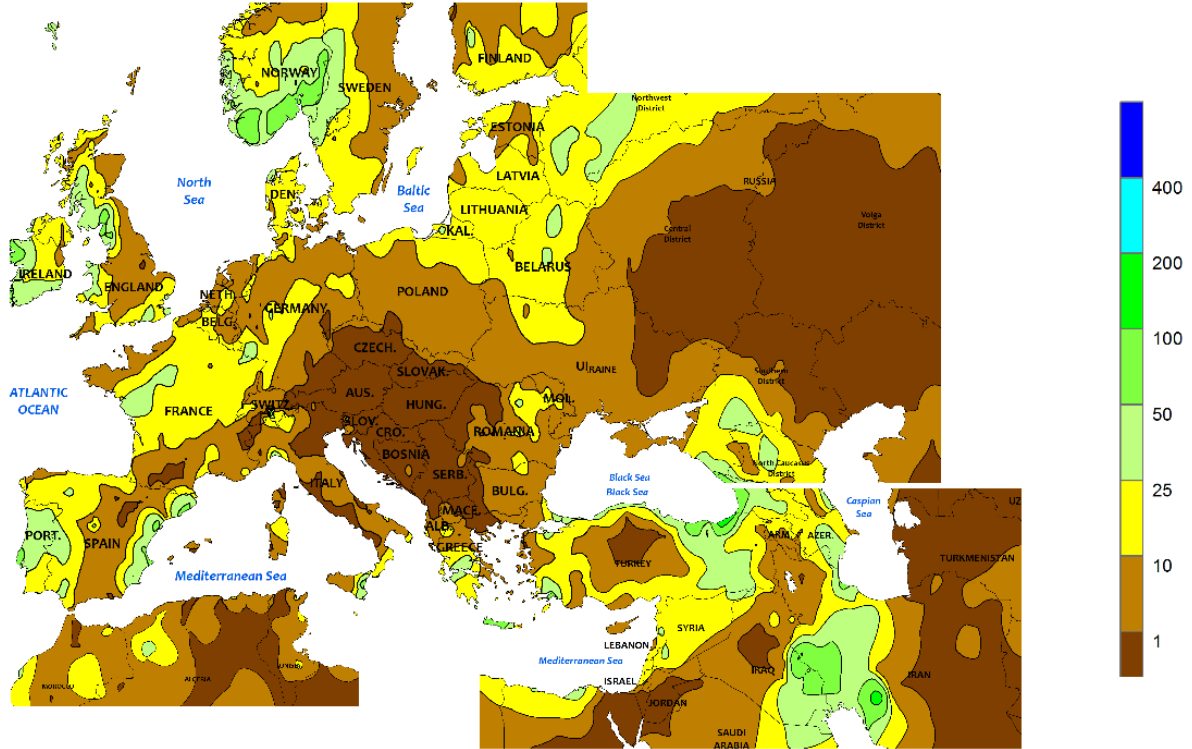 Northwest
District
FINLAND
NORWAY
SWEDEN
ESTONIA
North
Sea
LATVIA
RUSSIA
Baltic
Sea
DEN.
LITHUANIA
Central
District
Volga
District
KAL.
BELARUS
IRELAND
ENGLAND
NETH.
BELG.
GERMANY
POLAND
CZECH.
SLOVAK.
UKRAINE
Southern
District
ATLANTIC
OCEAN
FRANCE
SWITZ.
AUS.
HUNG.
MOL.
SLOV.
CRO.
ROMANIA
BOSNIA
SERB.
North Caucasus
District
ITALY
BULG.
Black Sea
Black Sea
Caspian
Sea
UZ
PORT.
SPAIN
MACE.
ALB.
GREECE
TURKEY
ARM.
AZER.
TURKMENISTAN
Mediterranean Sea
SYRIA
LEBANON
Mediterranean Sea
IRAQ
IRAN
ISRAEL
MOROCCO
ALGERIA
JORDAN
SAUDI
ARABIA
400
200
100
50
25
10
1